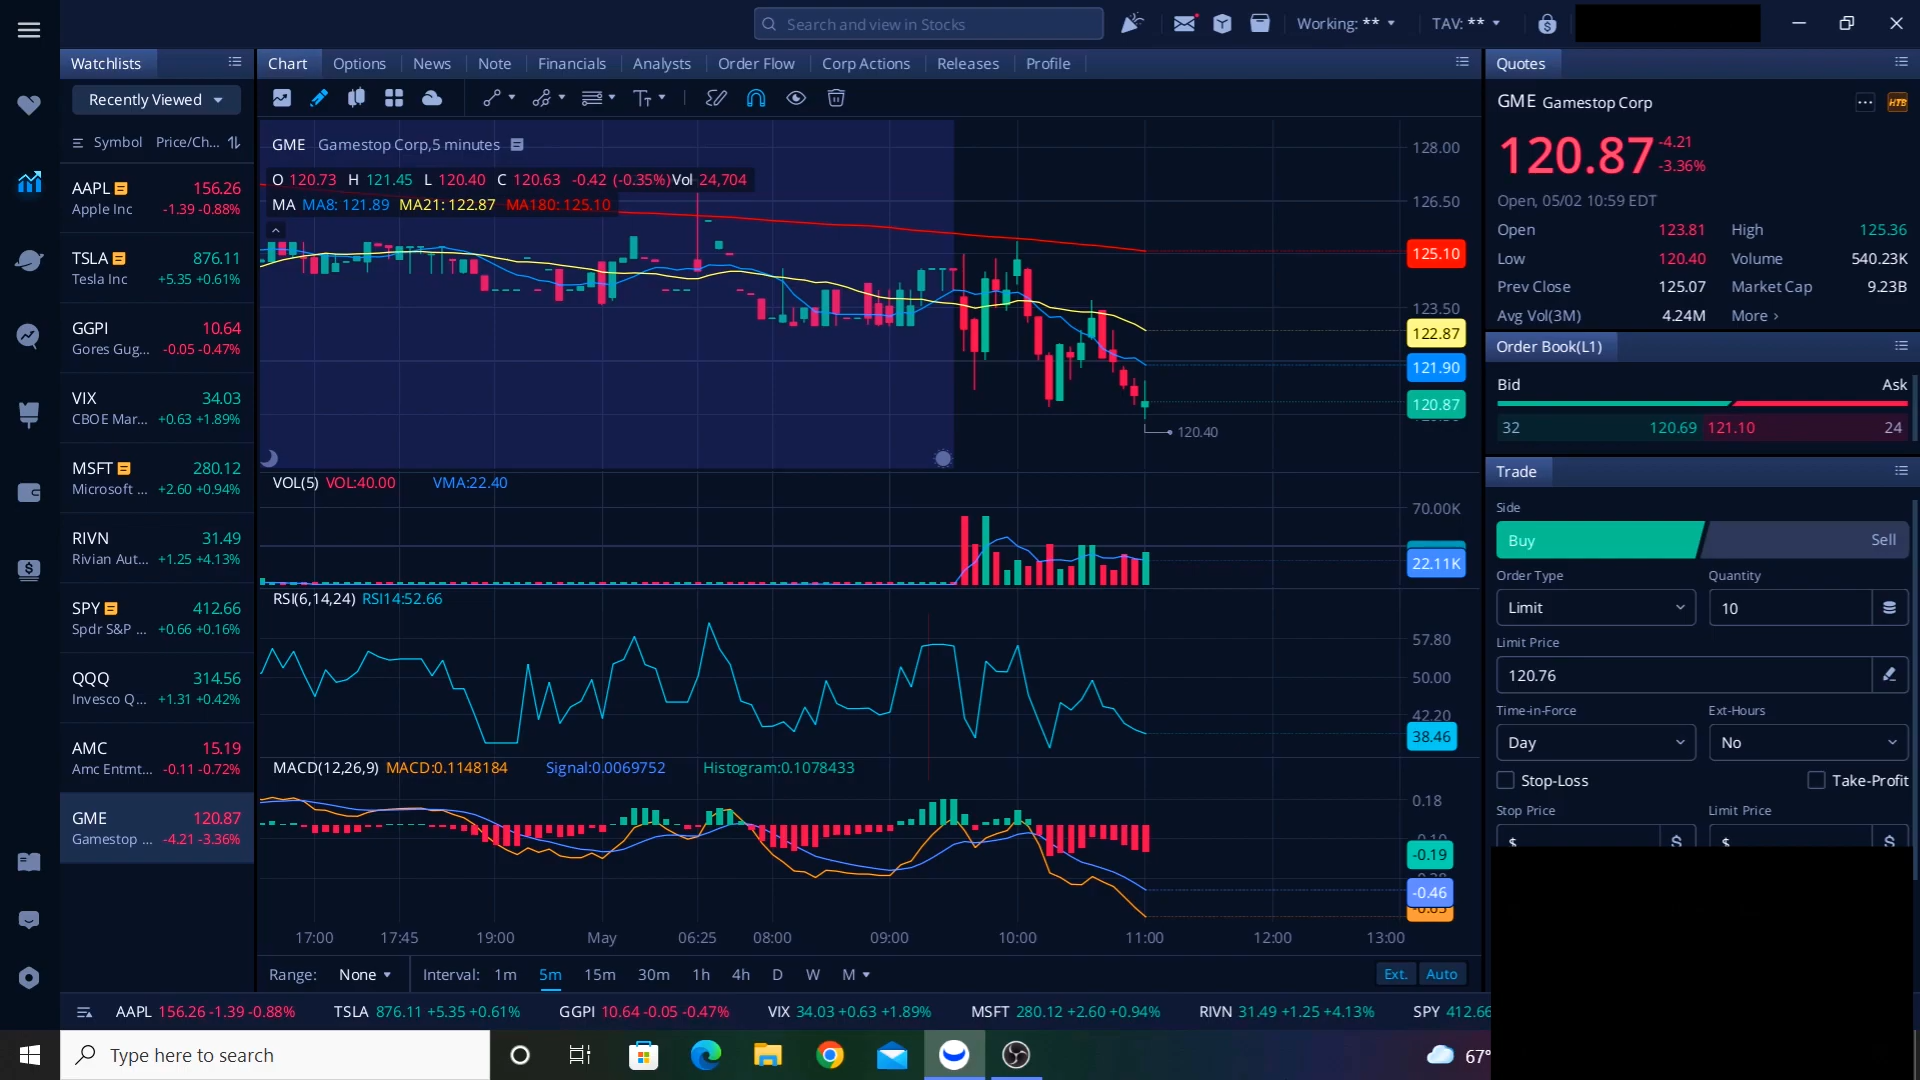 Search and view in Stocks
Working: **
TAV: **
Watchlists
Recently Viewed
Symbol Price/Ch...
AAPL 156.26
Apple Inc -1.39 -0.88%
TSLA 876.11
Tesla Inc +5.35 +0.61%
GGPI 10.64
Gores Gug... -0.05 -0.47%
VIX 34.03
CBOE Mar... +0.63 +1.89%
MSFT 280.12
Microsoft ... +2.60 +0.94%
RIVN 31.49
Rivian Aut... +1.25 +4.13%
SPY 412.66
Spdr S&P ... +0.66 +0.16%
QQQ 314.56
Invesco Q... +1.31 +0.42%
AMC 15.19
Amc Entmt... -0.11 -0.72%
GME 120.87
Gamestop ... -4.21 -3.36%
Chart Options News Note Financials Analysts Order Flow Corp Actions Releases Profile
GME Gamestop Corp,5 minutes
O 120.73 H 121.45 L 120.40 C 120.63 -0.42 (-0.35%)Vol 24,704
MA MA8: 121.89 MA21: 122.87 MA180: 125.10
128.00
126.50
125.10
123.50
122.87
121.90
120.87
120.40
VOL(5) VOL:40.00 VMA:22.40
70.00K
22.11K
RSI(6,14,24) RSI14:52.66
57.80
50.00
42.20
38.46
MACD(12,26,9) MACD:0.1148184 Signal:0.0069752 Histogram:0.1078433
0.18
-0.19
-0.46
17:00 17:45 19:00 May 06:25 08:00 09:00 10:00 11:00 12:00 13:00
Range: None Interval: 1m 5m 15m 30m 1h 4h D W M Ext. Auto
Quotes
GME Gamestop Corp
HTB
120.87 -4.21
-3.36%
Open, 05/02 10:59 EDT
Open 123.81 High 125.36
Low 120.40 Volume 540.23K
Prev Close 125.07 Market Cap 9.23B
Avg Vol(3M) 4.24M More ›
Order Book(L1)
Bid Ask
32 120.69 121.10 24
Trade
Side
Buy Sell
Order Type Quantity
Limit 10
Limit Price
120.76
Time-in-Force Ext-Hours
Day No
Stop-Loss Take-Profit
Stop Price Limit Price
$ $ $ $
AAPL 156.26 -1.39 -0.88% TSLA 876.11 +5.35 +0.61% GGPI 10.64 -0.05 -0.47% VIX 34.03 +0.63 +1.89% MSFT 280.12 +2.60 +0.94% RIVN 31.49 +1.25 +4.13% SPY 412.66
Type here to search
67°